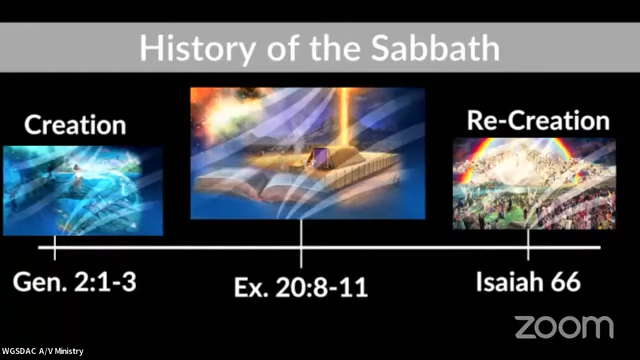 History of the Sabbath
Creation
Re-Creation
Gen. 2:1-3
Ex. 20:8-11
Isaiah 66
zoom
WGSDAC A/V Ministry